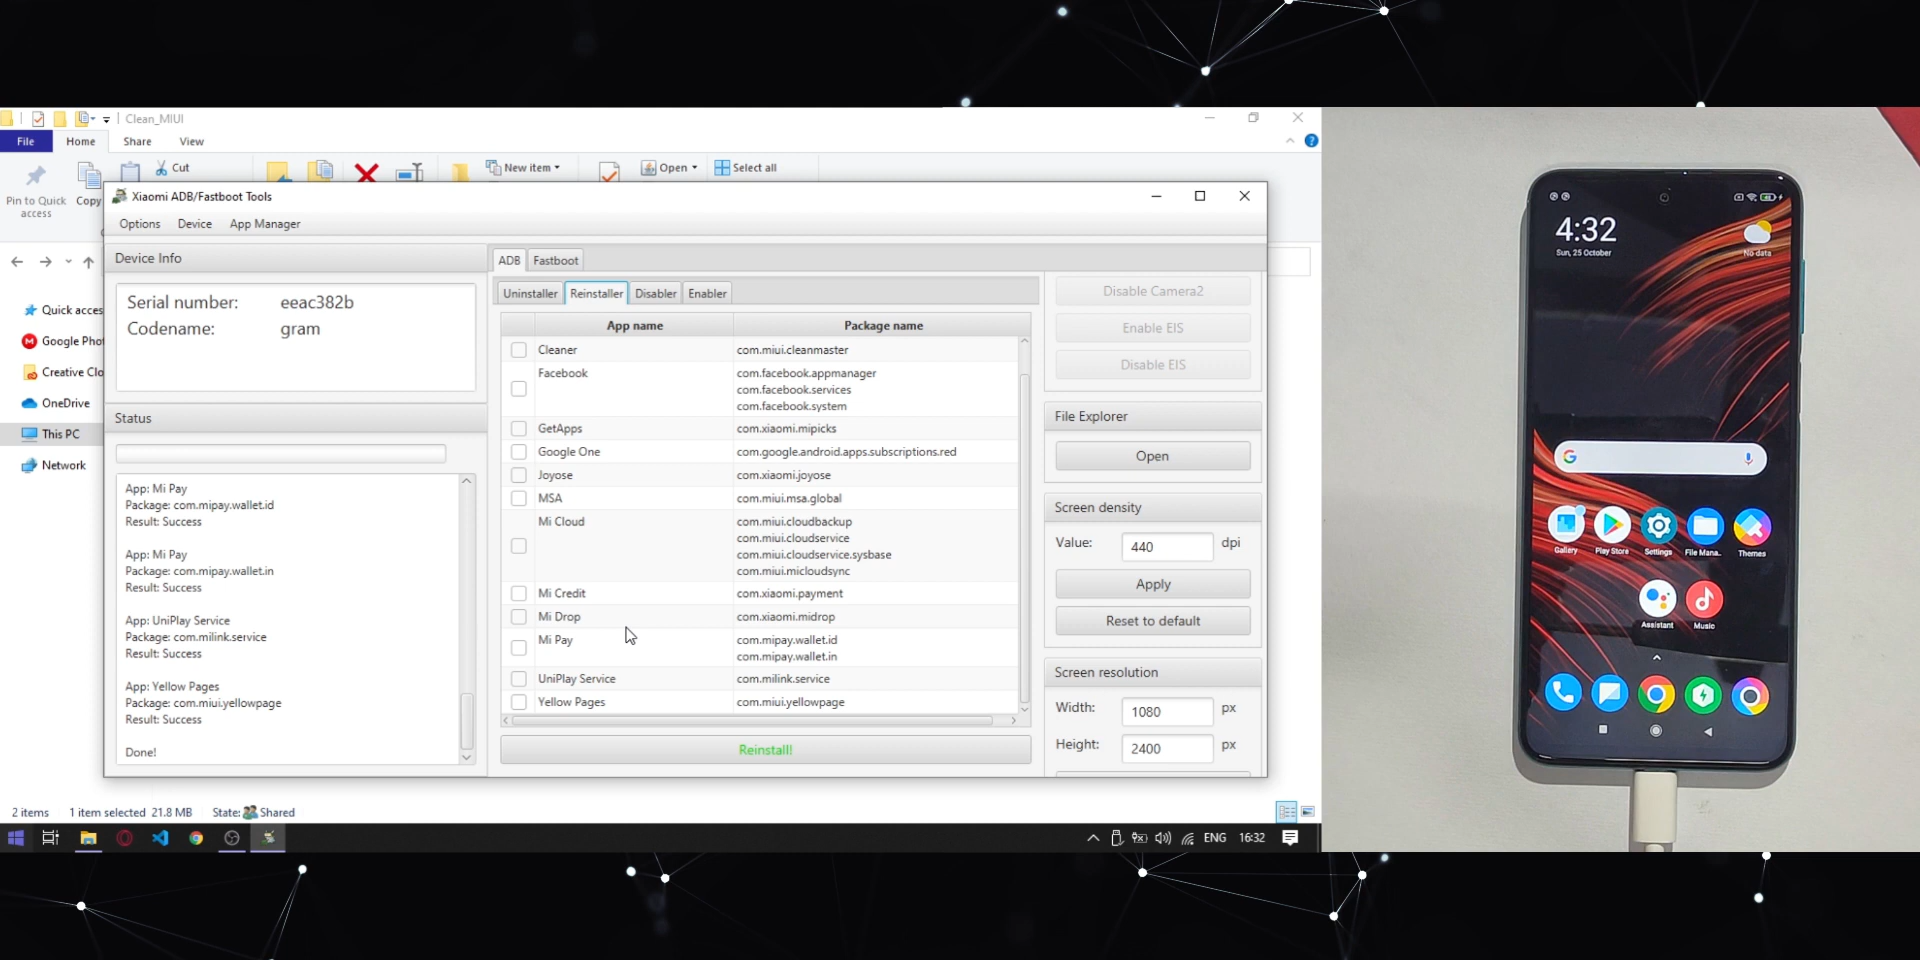 Clean_MIUI
File
Home
Share
View
Pin to Quick
access
Copy
Cut
New item
Open
Select all
Quick acces
Google Phot
Creative Clo
OneDrive
This PC
Network
2 items
1 item selected 21.8 MB
State:
Shared
Xiaomi ADB/Fastboot Tools
Options
Device
App Manager
Device Info
Serial number: eeac382b
Codename: gram
Status
App: Mi Pay
Package: com.mipay.wallet.id
Result: Success
App: Mi Pay
Package: com.mipay.wallet.in
Result: Success
App: UniPlay Service
Package: com.milink.service
Result: Success
App: Yellow Pages
Package: com.miui.yellowpage
Result: Success
Done!
ADB
Fastboot
Uninstaller
Reinstaller
Disabler
Enabler
App name
Package name
Cleaner
com.miui.cleanmaster
Facebook
com.facebook.appmanager
com.facebook.services
com.facebook.system
GetApps
com.xiaomi.mipicks
Google One
com.google.android.apps.subscriptions.red
Joyose
com.xiaomi.joyose
MSA
com.miui.msa.global
Mi Cloud
com.miui.cloudbackup
com.miui.cloudservice
com.miui.cloudservice.sysbase
com.miui.micloudsync
Mi Credit
com.xiaomi.payment
Mi Drop
com.xiaomi.midrop
Mi Pay
com.mipay.wallet.id
com.mipay.wallet.in
UniPlay Service
com.milink.service
Yellow Pages
com.miui.yellowpage
Reinstall!
Disable Camera2
Enable EIS
Disable EIS
File Explorer
Open
Screen density
Value: 440 dpi
Apply
Reset to default
Screen resolution
Width: 1080 px
Height: 2400 px
ENG
16:32
4:32
Sun, 25 October
No data
Gallery
Play Store
Settings
File Mana..
Themes
Assistant
Music